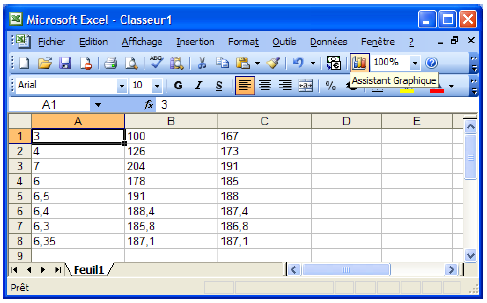 Microsoft Excel - Classeur1
Fichier Edition Affichage Insertion Format Outils Données Fenêtre ?
100%
Assistant Graphique
Arial 10 G I S
A1 fx 3
A B C D E
1 3 100 167
2 4 126 173
3 7 204 191
4 6 178 185
5 6,5 191 188
6 6,4 188,4 187,4
7 6,3 185,8 186,8
8 6,35 187,1 187,1
9
Feuil1
Prêt